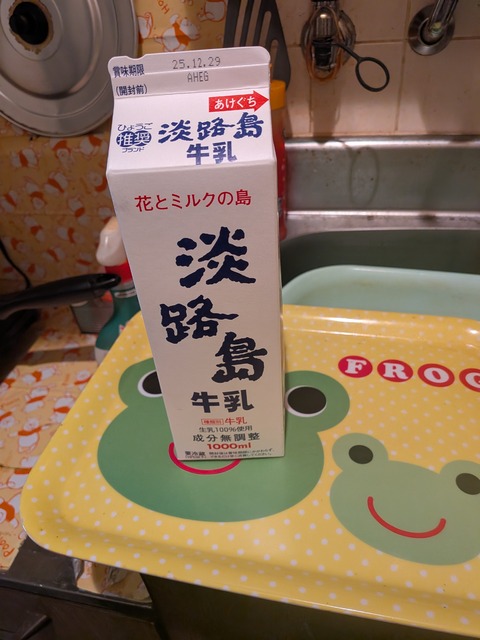 賞味期限
(開封前)
25.12.29
AHEG
あけぐち
ひょうご
推奨
ブランド
淡路島
牛乳
花とミルクの島
淡路島
牛乳
種類別 牛乳
生乳100%使用
成分無調整
1000ml
FROG